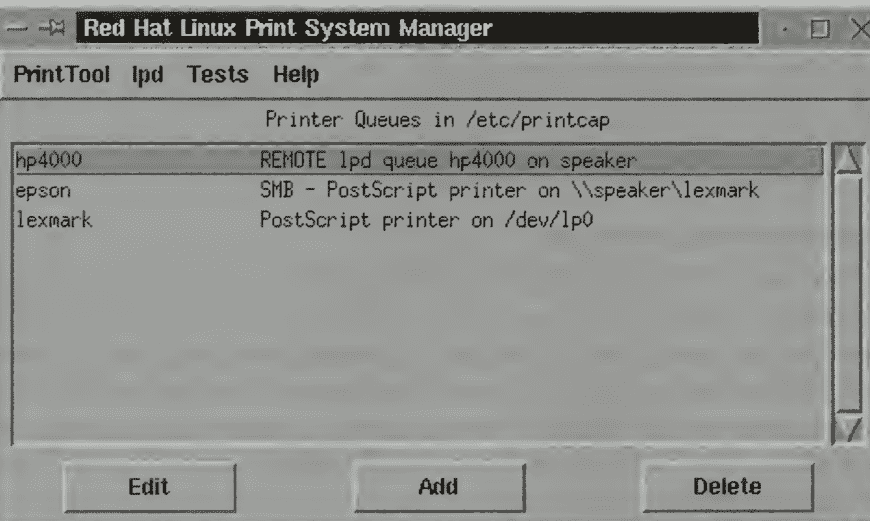 Red Hat Linux Print System Manager
PrintTool lpd Tests Help
Printer Queues in /etc/printcap
hp4000 REMOTE lpd queue hp4000 on speaker
epson SMB - PostScript printer on \\speaker\lexmark
lexmark PostScript printer on /dev/lp0
Edit Add Delete